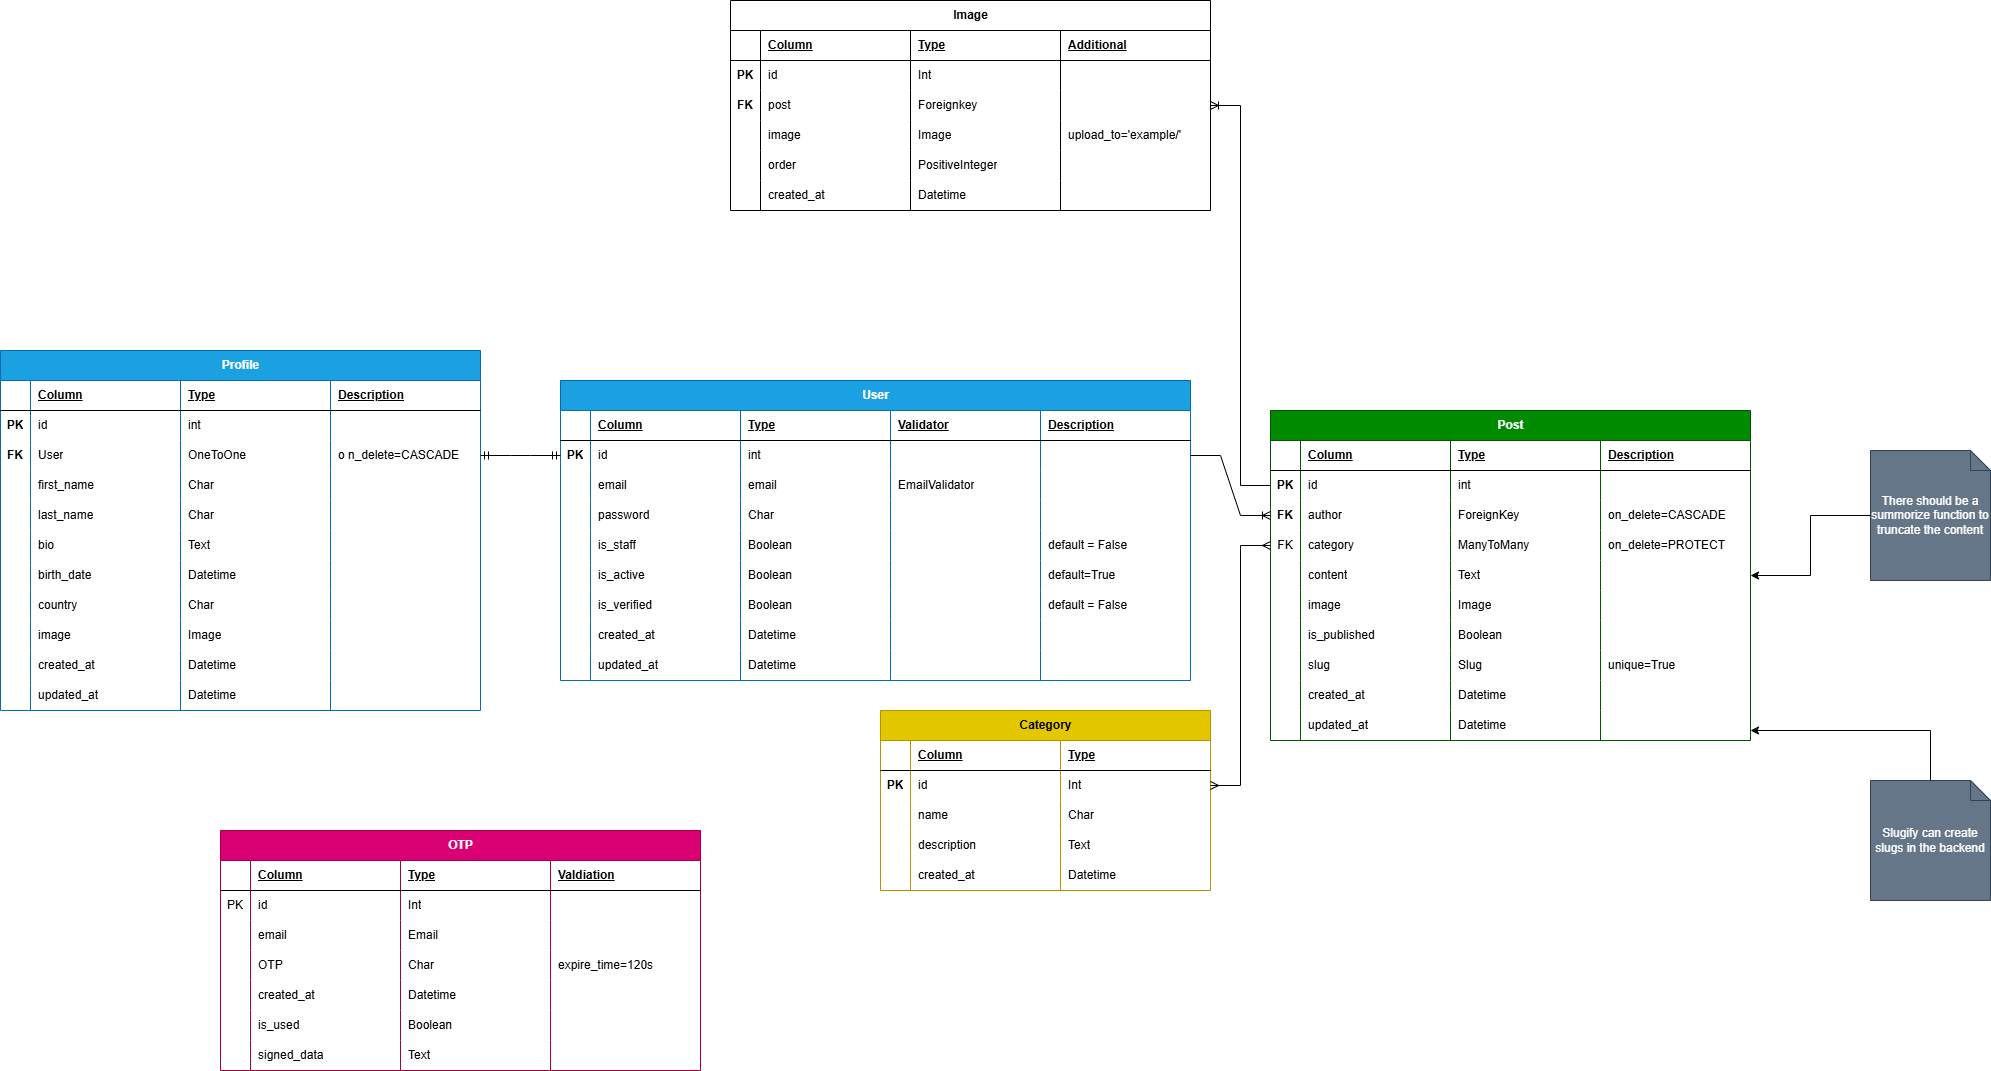 Image
Column Type Additional
PK id Int
FK post Foreignkey
image Image upload_to='example/'
order PositiveInteger
created_at Datetime
Profile
Column Type Description
PK id int
FK User OneToOne o n_delete=CASCADE
first_name Char
last_name Char
bio Text
birth_date Datetime
country Char
image Image
created_at Datetime
updated_at Datetime
User
Column Type Validator Description
PK id int
email email EmailValidator
password Char
is_staff Boolean default = False
is_active Boolean default=True
is_verified Boolean default = False
created_at Datetime
updated_at Datetime
Post
Column Type Description
PK id int
FK author ForeignKey on_delete=CASCADE
FK category ManyToMany on_delete=PROTECT
content Text
image Image
is_published Boolean
slug Slug unique=True
created_at Datetime
updated_at Datetime
There should be a
summorize function to
truncate the content
Category
Column Type
PK id Int
name Char
description Text
created_at Datetime
Slugify can create
slugs in the backend
OTP
Column Type Valdiation
PK id Int
email Email
OTP Char expire_time=120s
created_at Datetime
is_used Boolean
signed_data Text